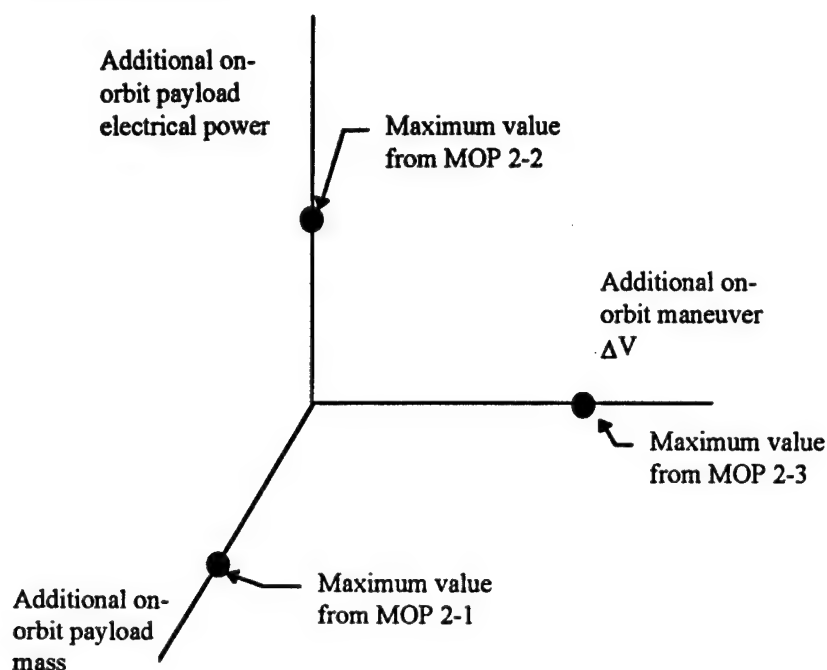 Additional on-
orbit payload
electrical power
Maximum value
from MOP 2-2
Additional on-
orbit maneuver
ΔV
Maximum value
from MOP 2-3
Maximum value
from MOP 2-1
Additional on-
orbit payload
mass